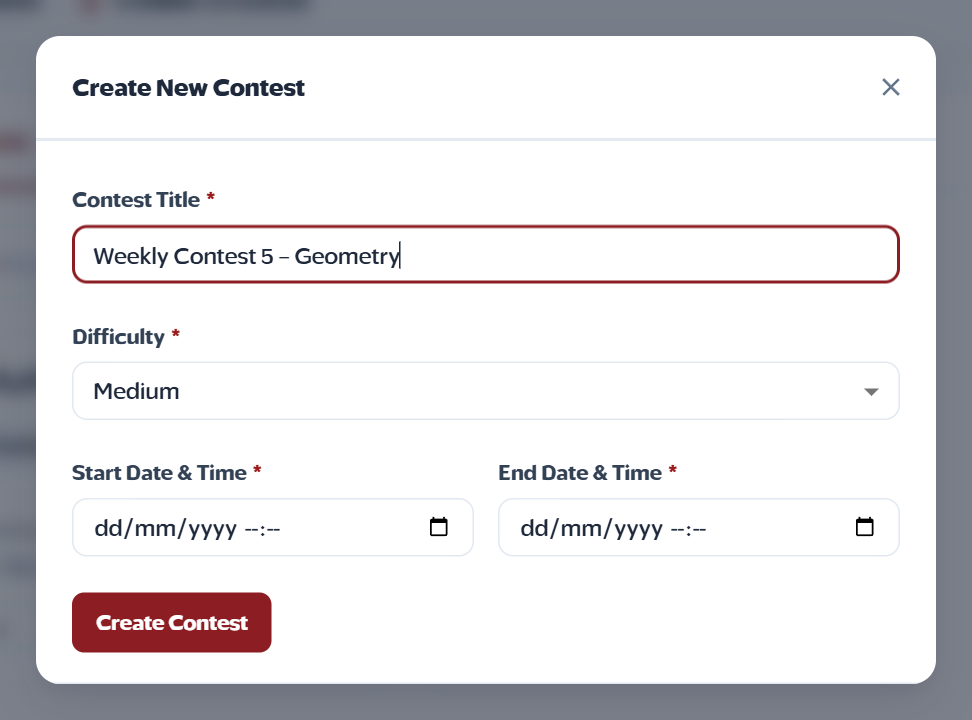 Create New Contest
Contest Title *
Weekly Contest 5 – Geometry
Difficulty *
Medium
Start Date & Time * End Date & Time *
dd/mm/yyyy --:-- dd/mm/yyyy --:--
Create Contest